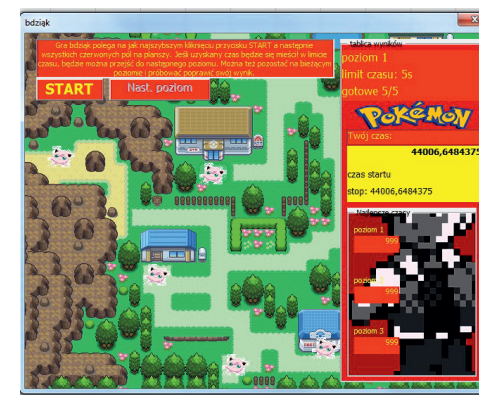 bdziąk
Gra bdziak polega na jak najszybszym kliknięciu przycisku START a następnie
wszystkich czerwonych pól na planszy. Jeśli uzyskany czas będzie się mieścił w limicie
czasu, będzie można przejść do następnego poziomu. Można też pozostać na bieżącym
poziomie i próbować poprawić swój wynik.
START
Nast. poziom
tablica wyników
poziom 1
limit czasu: 5s
gotowe 5/5
POKéMON
Twój czas:
44006,6484375
czas startu
stop: 44006,6484375
Najlepsze czasy
poziom 1
999
poziom 2
999
poziom 3
999